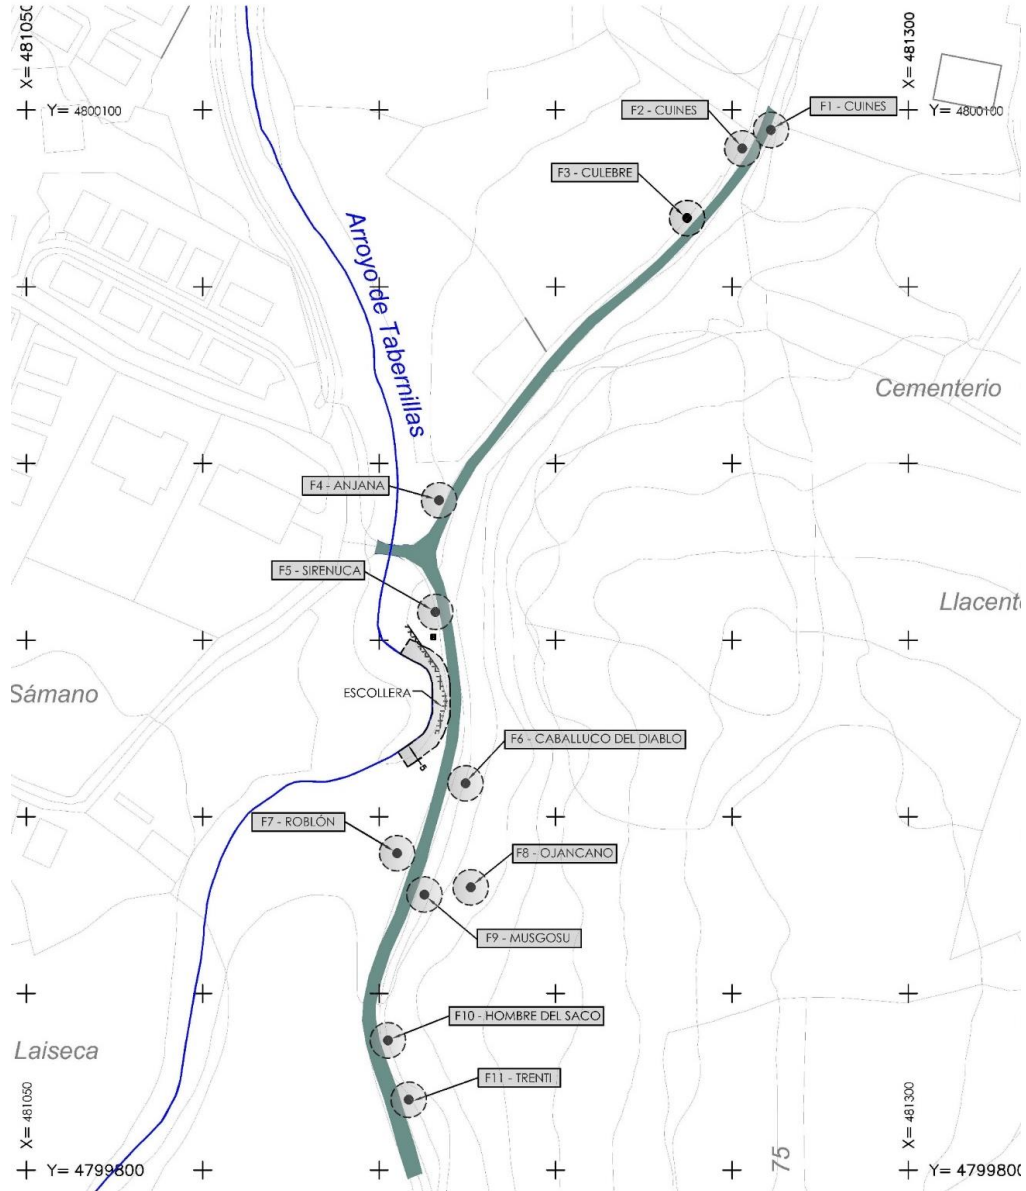 X= 481050
X= 481300
Y= 4800100
Y= 4800100
F2 - CUINES
F1 - CUINES
F3 - CULEBRE
Arroyo de Tabernillas
Cementerio
F4 - ANJANA
F5 - SIRENUCA
Llacent
Sámano
ESCOLLERA
F6 - CABALLUCO DEL DIABLO
F7 - ROBLÓN
F8 - OJANCANO
F9 - MUSGOSU
F10 - HOMBRE DEL SACO
Laiseca
F11 - TRENTI
X= 481050
X= 481300
75
Y= 4799800
Y= 4799800